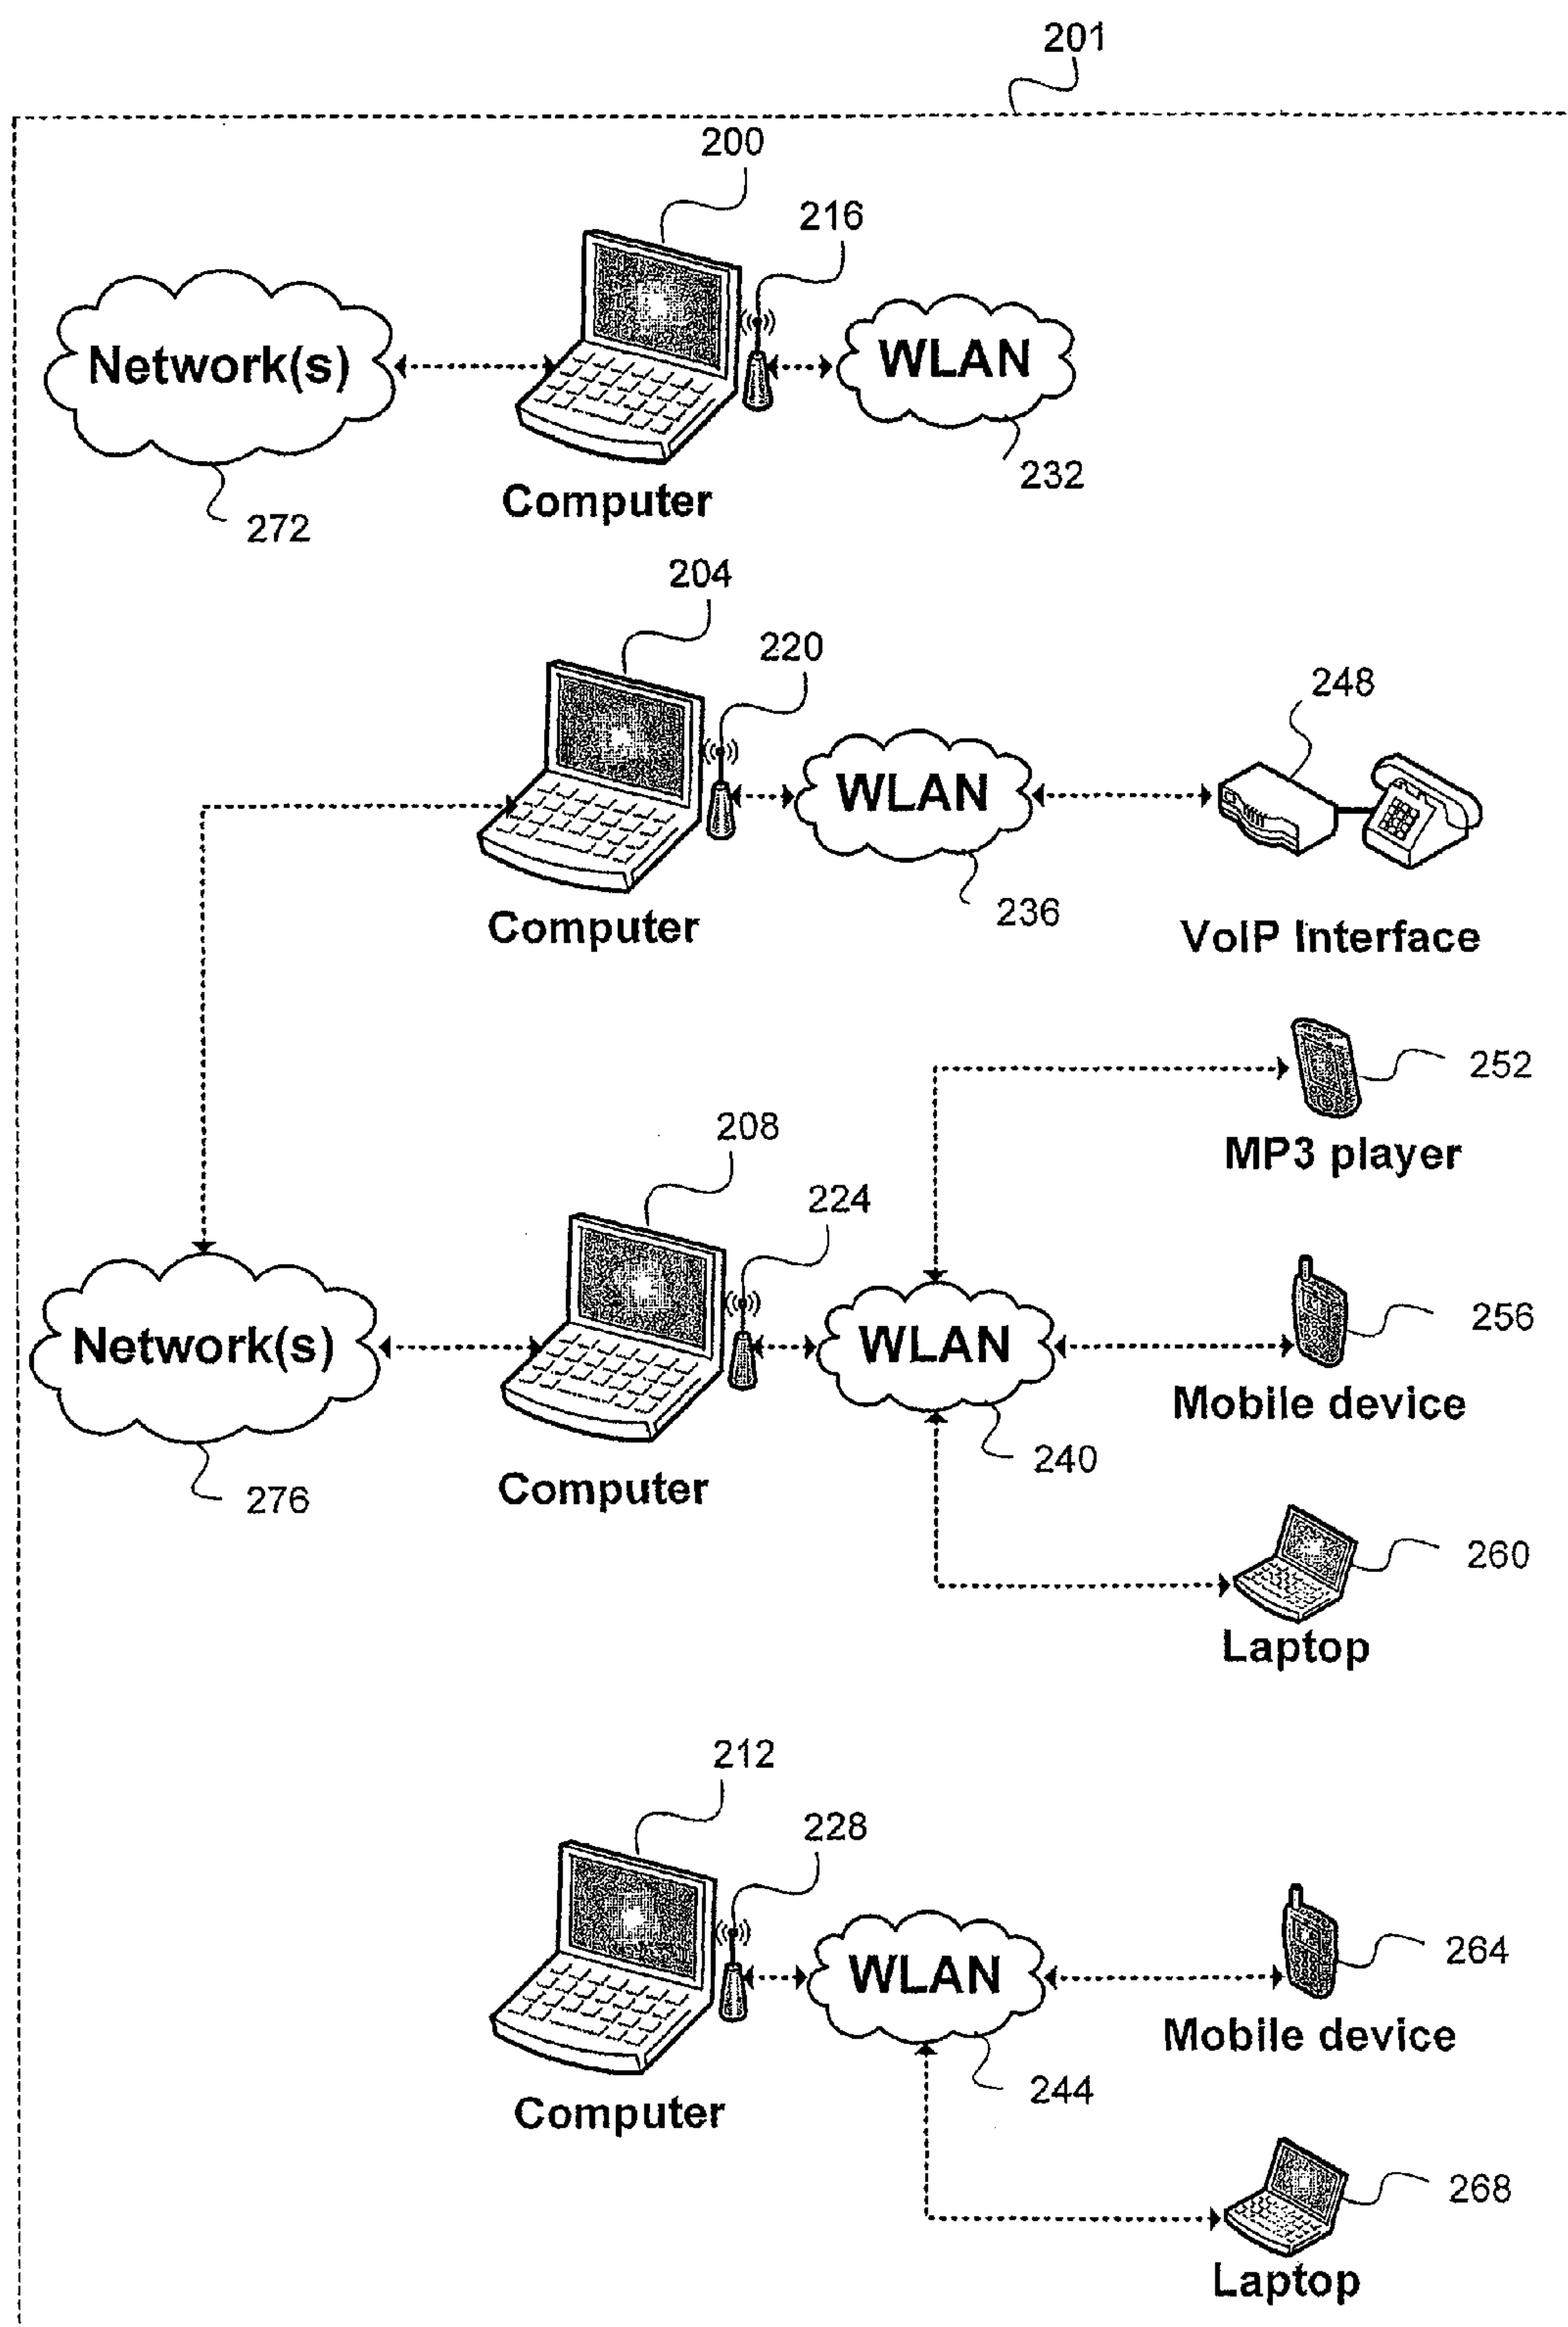 201
200
216
Network(s)
WLAN
232
Computer
272
204
220
248
WLAN
236
Computer
VoIP Interface
252
208
MP3 player
224
256
Network(s)
WLAN
Mobile device
240
Computer
276
260
Laptop
212
228
264
WLAN
Mobile device
244
Computer
268
Laptop